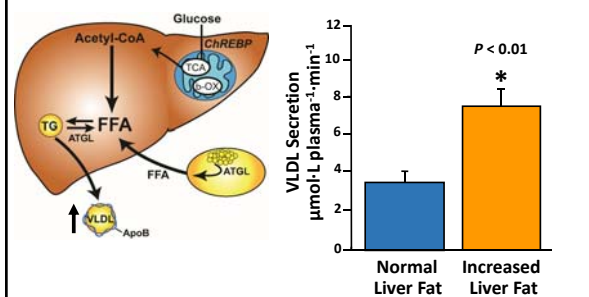 Glucose
Acetyl-CoA
ChREBP
TCA
b-OX
TG
FFA
ATGL
FFA
ATGL
VLDL
ApoB
VLDL Secretion
µmol·L plasma⁻¹·min⁻¹
12
10
8
6
4
2
0
P < 0.01
*
Normal
Liver Fat
Increased
Liver Fat